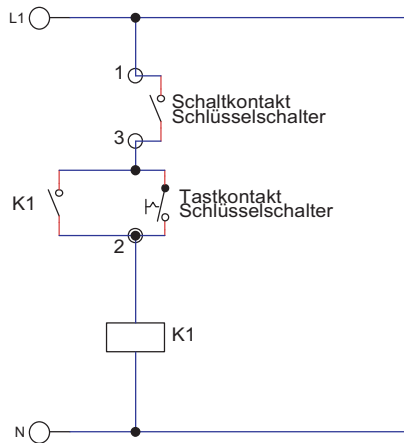 L1
1
Schaltkontakt
Schlüsselschalter
3
K1
Tastkontakt
Schlüsselschalter
2
K1
N